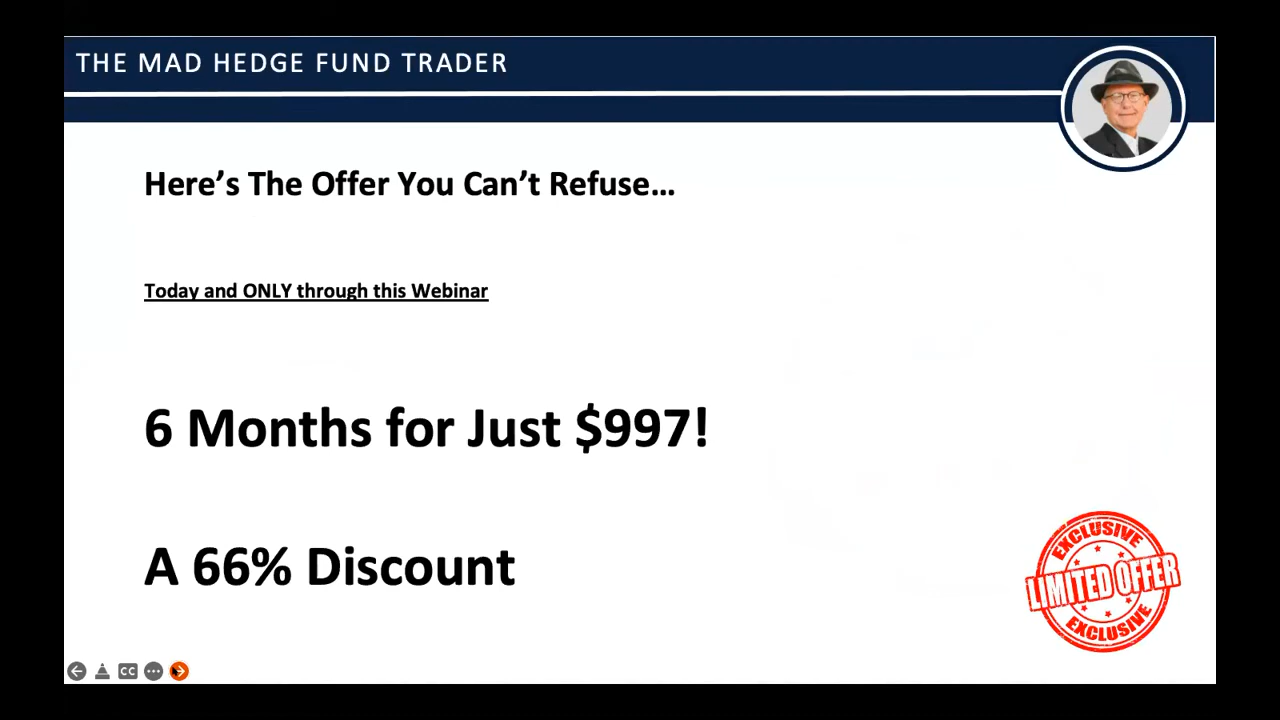 THE MAD HEDGE FUND TRADER
Here’s The Offer You Can’t Refuse…
Today and ONLY through this Webinar
6 Months for Just $997!
A 66% Discount
EXCLUSIVE
LIMITED OFFER
EXCLUSIVE
CC